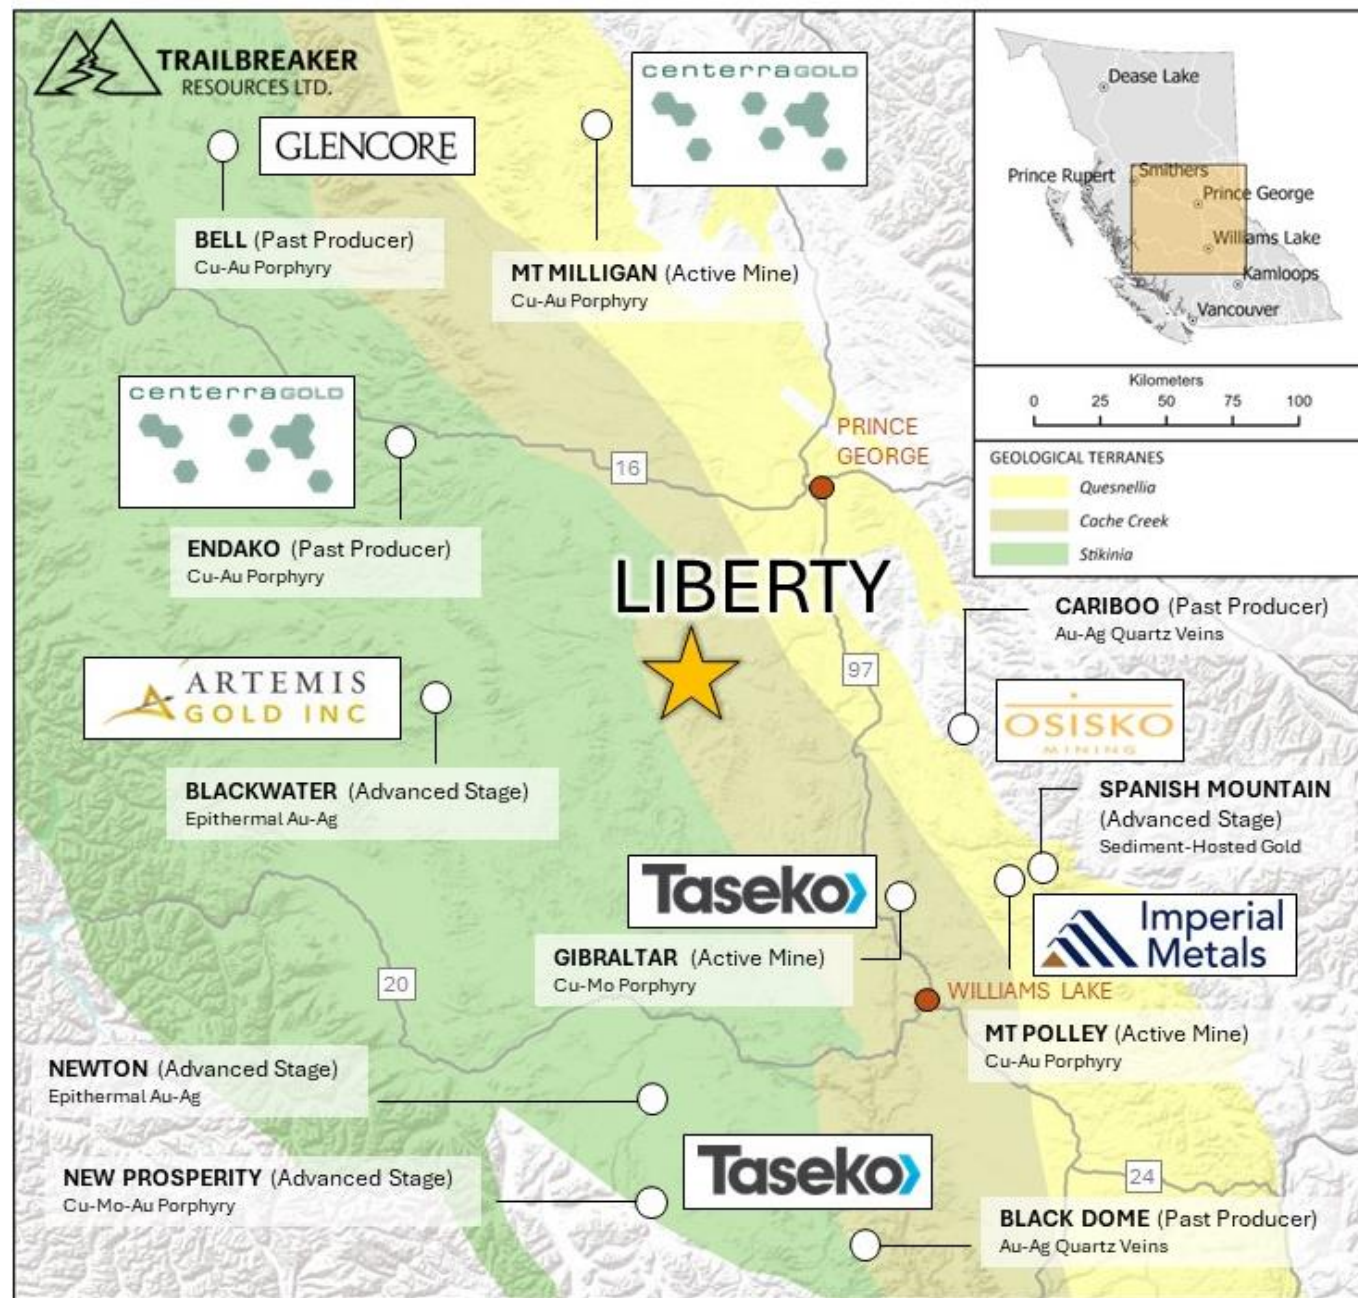 TRAILBREAKER
RESOURCES LTD.
GLENCORE
centerraGOLD
BELL (Past Producer)
Cu-Au Porphyry
MT MILLIGAN (Active Mine)
Cu-Au Porphyry
Dease Lake
Smithers
Prince Rupert
Prince George
Williams Lake
Kamloops
Vancouver
Kilometers
0 25 50 75 100
GEOLOGICAL TERRANES
Quesnellia
Cache Creek
Stikinia
centerraGOLD
PRINCE
GEORGE
16
ENDAKO (Past Producer)
Cu-Au Porphyry
LIBERTY
CARIBOO (Past Producer)
Au-Ag Quartz Veins
97
ARTEMIS
GOLD INC
OSISKO
MINING
BLACKWATER (Advanced Stage)
Epithermal Au-Ag
SPANISH MOUNTAIN
(Advanced Stage)
Sediment-Hosted Gold
Taseko
Imperial
Metals
GIBRALTAR (Active Mine)
Cu-Mo Porphyry
20
WILLIAMS LAKE
MT POLLEY (Active Mine)
Cu-Au Porphyry
NEWTON (Advanced Stage)
Epithermal Au-Ag
Taseko
NEW PROSPERITY (Advanced Stage)
Cu-Mo-Au Porphyry
24
BLACK DOME (Past Producer)
Au-Ag Quartz Veins